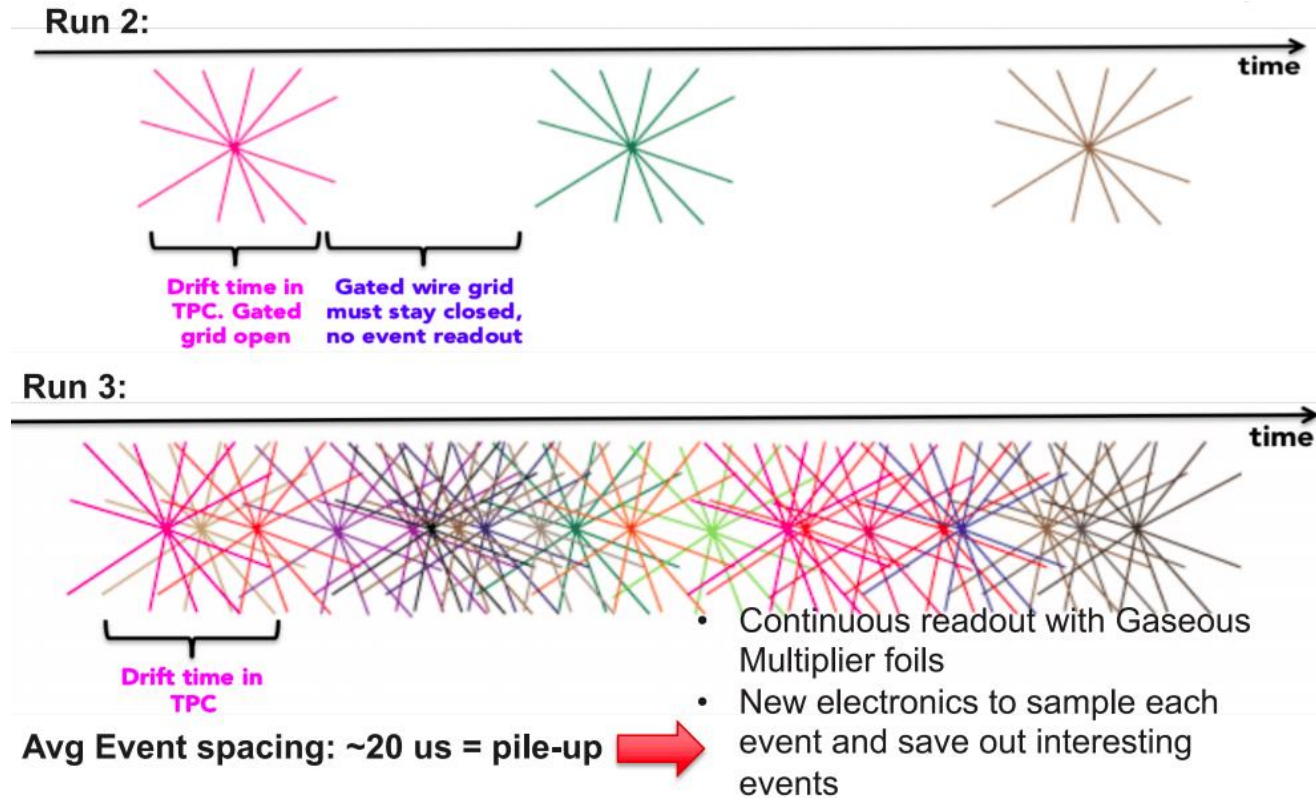 Run 2:
time
Drift time in
TPC. Gated
grid open
Gated wire grid
must stay closed,
no event readout
Run 3:
time
Drift time in
TPC
Avg Event spacing: ~20 us = pile-up
• Continuous readout with Gaseous
Multiplier foils
• New electronics to sample each
event and save out interesting
events